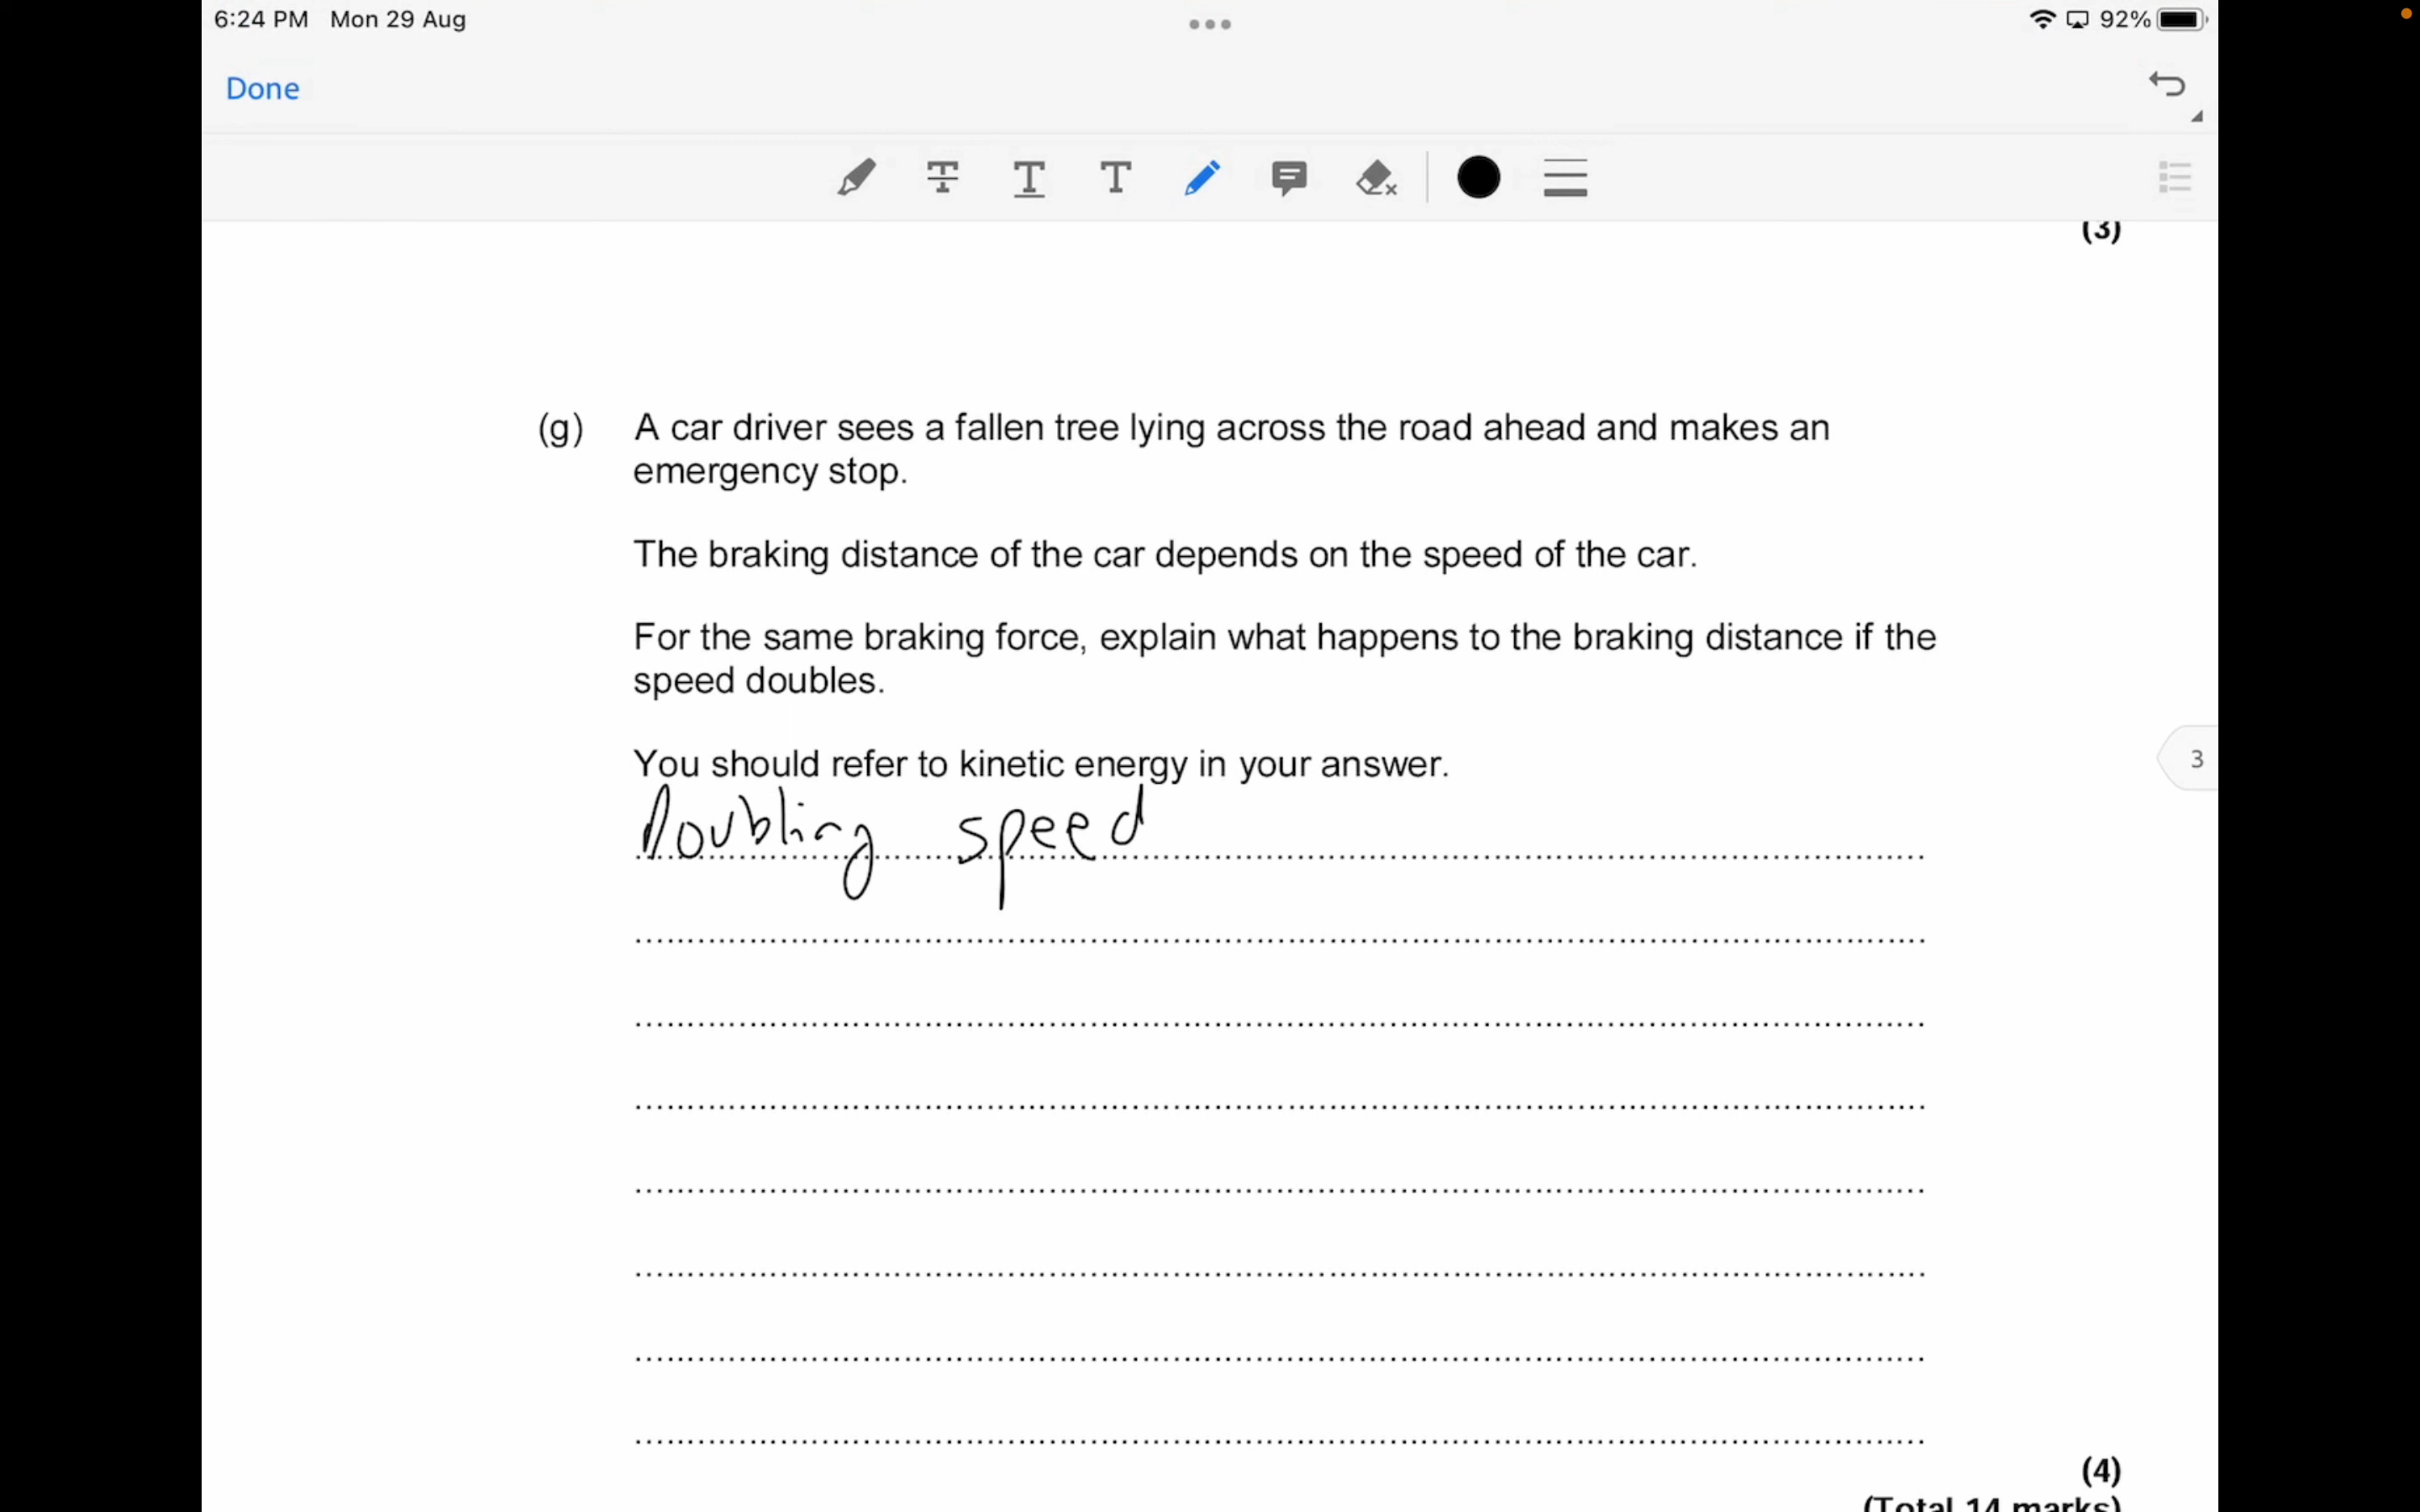 6:24 PM Mon 29 Aug
92%
Done
(3)
(g) A car driver sees a fallen tree lying across the road ahead and makes an
emergency stop.
The braking distance of the car depends on the speed of the car.
For the same braking force, explain what happens to the braking distance if the
speed doubles.
3
You should refer to kinetic energy in your answer.
Doubling speed
(4)
(Total 14 marks)